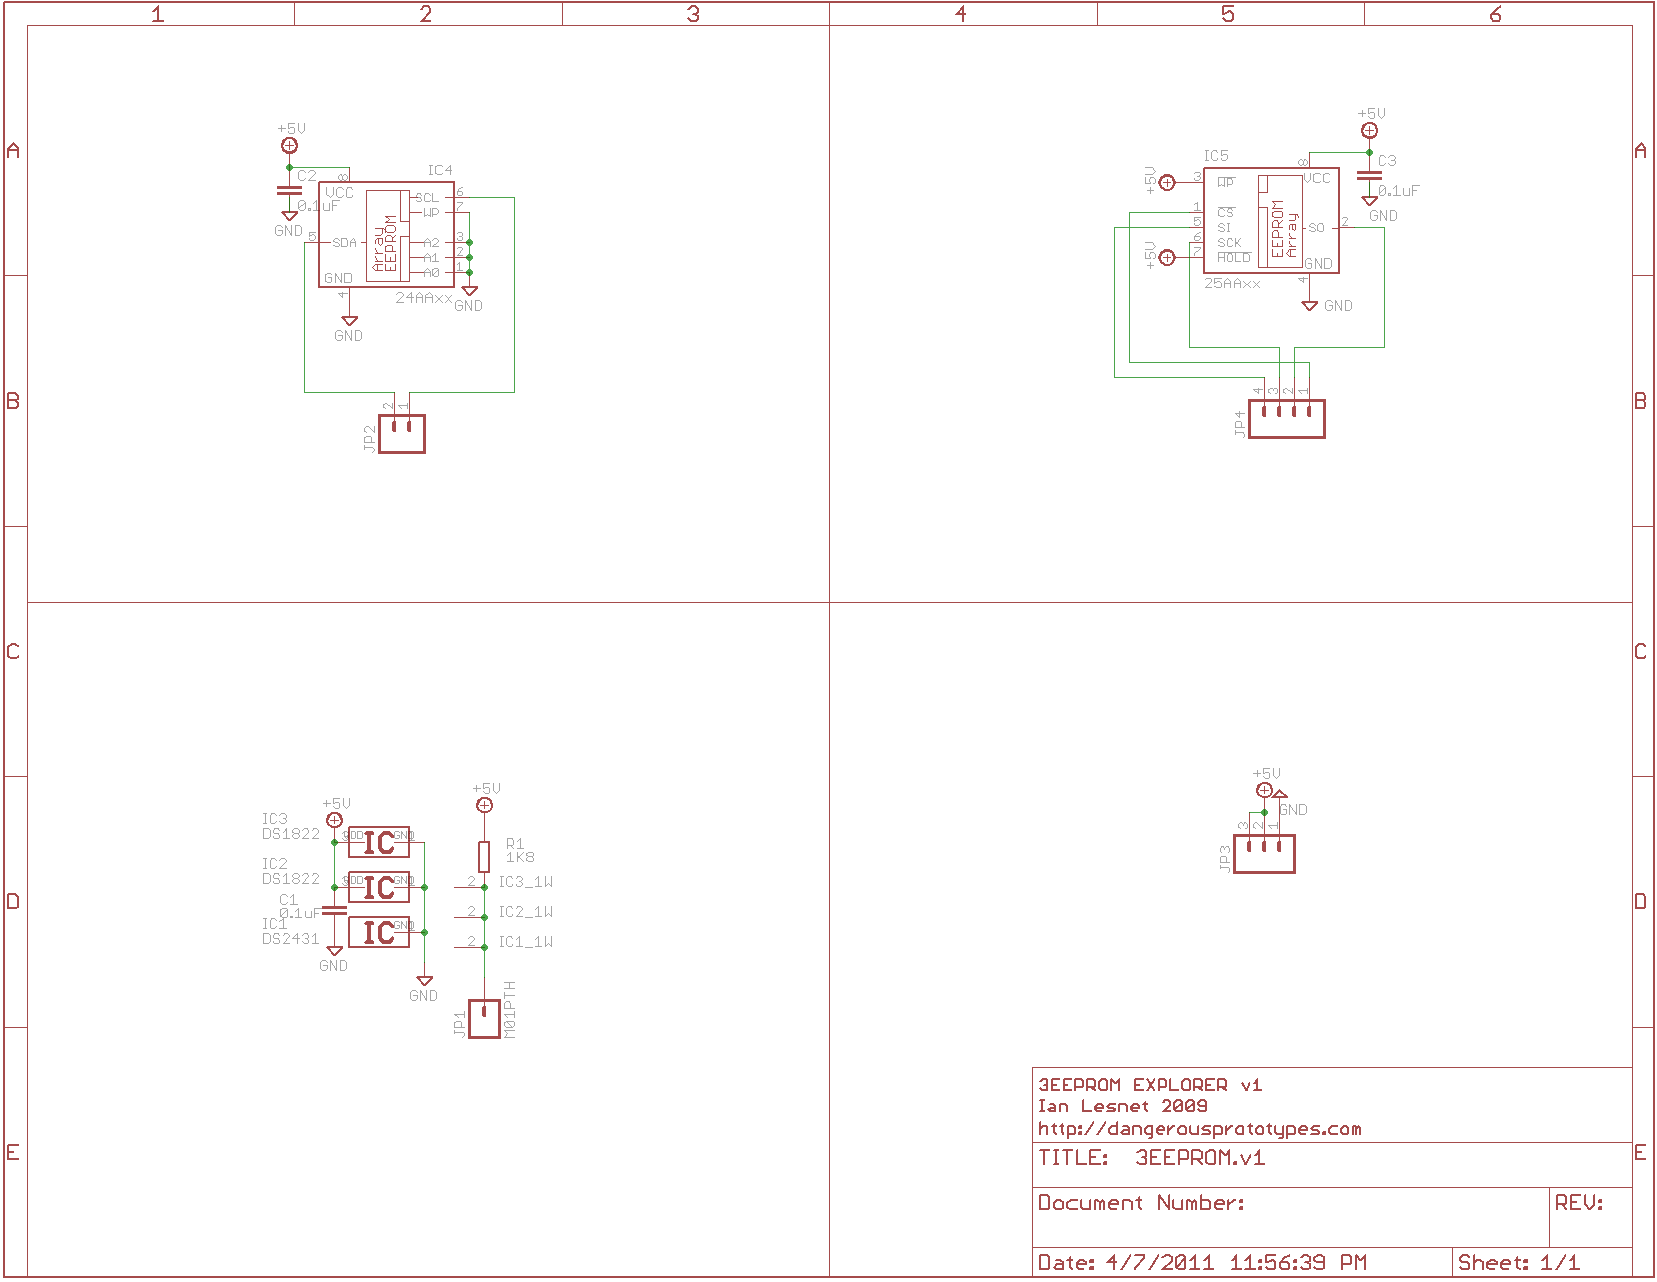 1 2 3 4 5 6
A A
B B
C C
D D
E E
+5V
C2
0.1uF
GND
IC4
8
VCC
SCL 6
WP 7
5 SDA
A2 3
A1 2
A0 1
Array
EEPROM
GND
4
24AAxx
GND
GND
2 1
JP2
+5V
C3
0.1uF
GND
IC5
8
+5V
3 WP
VCC
1 CS
5 SI
6 SCK
7 HOLD
+5V
EEPROM
Array
SO 2
GND
4
25AAxx
GND
4 3 2 1
JP4
+5V
IC3
DS1822
IC
GND
IC2
DS1822
IC
GND
C1
0.1uF
IC1
DS2431
IC
GND
GND
GND
+5V
R1
1K8
2 IC3_1W
2 IC2_1W
2 IC1_1W
JP1
M01PTH
+5V
GND
3 2 1
JP3
3EEPROM EXPLORER v1
Ian Lesnet 2009
http://dangerousprototypes.com
TITLE: 3EEPROM.v1
Document Number:
REV:
Date: 4/7/2011 11:56:39 PM
Sheet: 1/1